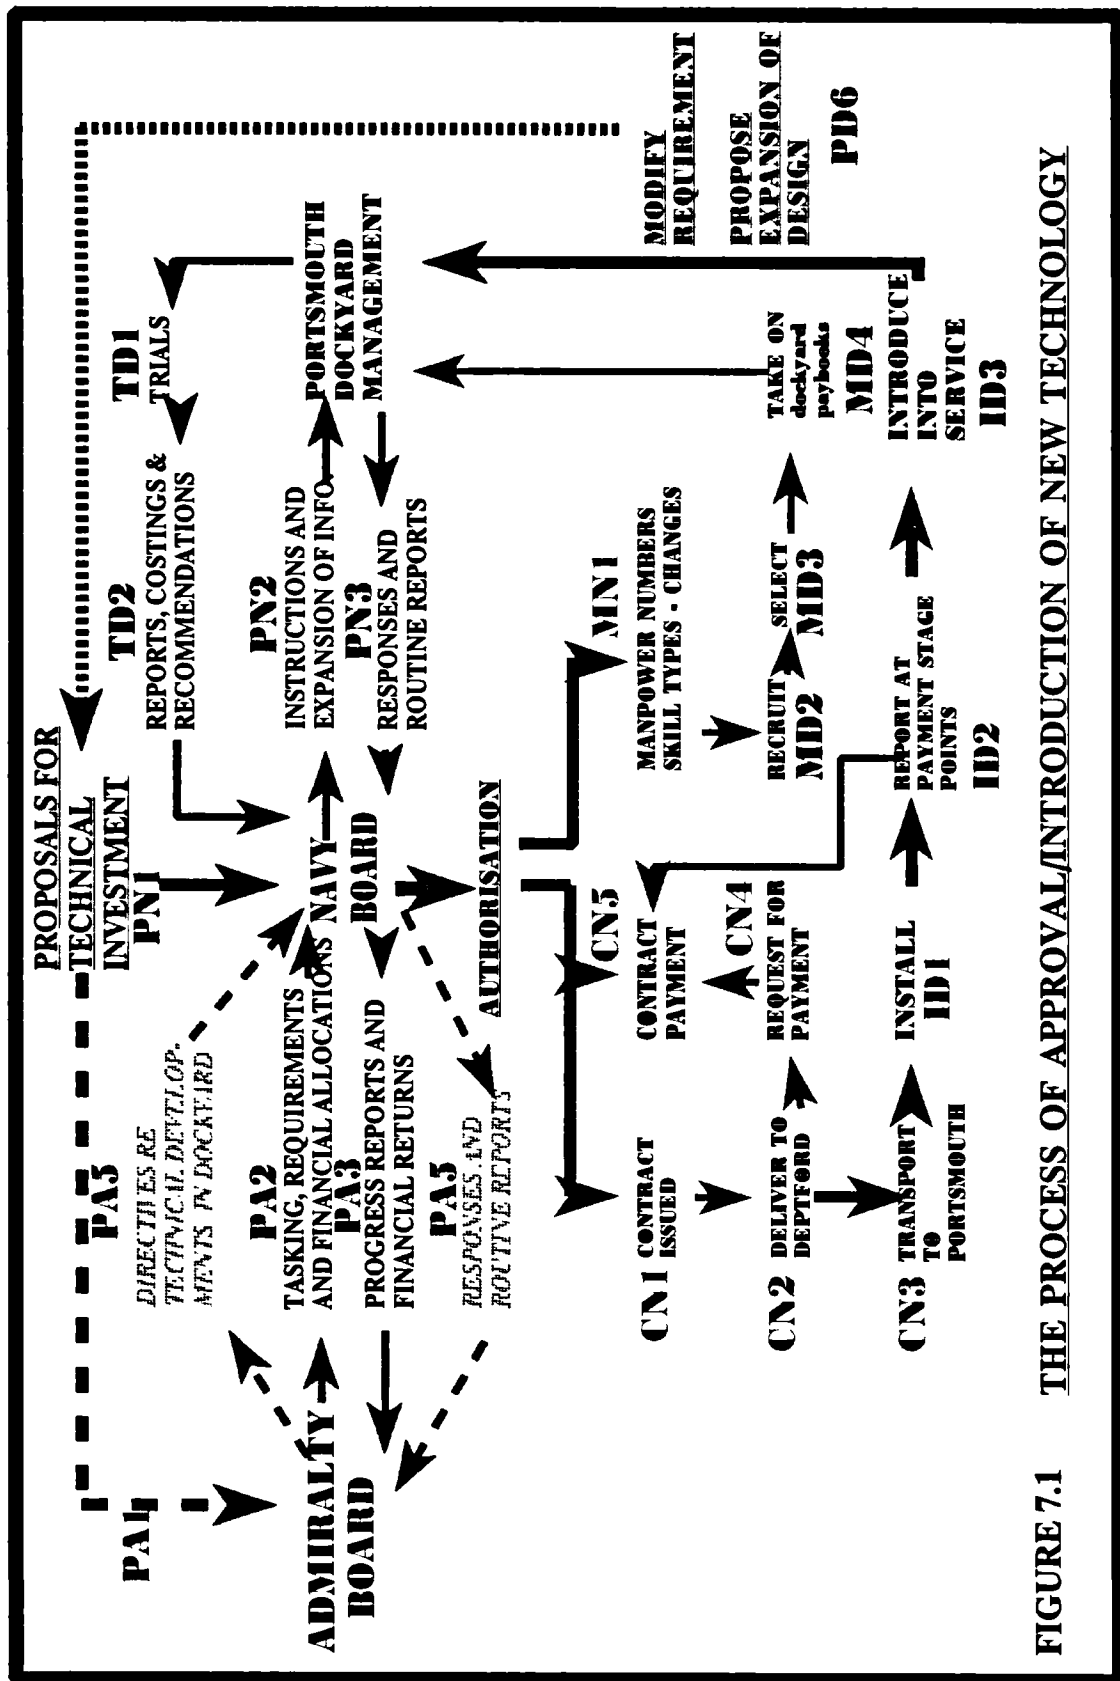 PROPOSALS FOR
TECHNICAL
INVESTMENT
PN1
PA1
PA5
DIRECTIVES RE
TECHNICAL DEVELOP-
MENTS IN DOCKYARD
TD2
REPORTS, COSTINGS &
RECOMMENDATIONS
TD1
TRIALS
ADMIRALTY
BOARD
PA2
TASKING, REQUIREMENTS
AND FINANCIAL ALLOCATIONS
PA3
PROGRESS REPORTS AND
FINANCIAL RETURNS
PA5
RESPONSES AND
ROUTINE REPORTS
NAVY
BOARD
PN2
INSTRUCTIONS AND
EXPANSION OF INFO.
PN3
RESPONSES AND
ROUTINE REPORTS
PORTSMOUTH
DOCKYARD
MANAGEMENT
AUTHORISATION
CN1
CONTRACT
ISSUED
CN5
CONTRACT
PAYMENT
MN1
MANPOWER NUMBERS
SKILL TYPES - CHANGES
MODIFY
REQUIREMENT
PROPOSE
EXPANSION OF
DESIGN
PD6
CN2
DELIVER TO
DEPTFORD
CN4
REQUEST FOR
PAYMENT
RECRUIT
MD2
SELECT
MD3
TAKE ON
dockyard
paybooks
MD4
CN3
TRANSPORT
TO
PORTSMOUTH
INSTALL
ID1
REPORT AT
PAYMENT STAGE
POINTS
ID2
INTRODUCE
INTO
SERVICE
ID3
FIGURE 7.1 THE PROCESS OF APPROVAL/INTRODUCTION OF NEW TECHNOLOGY